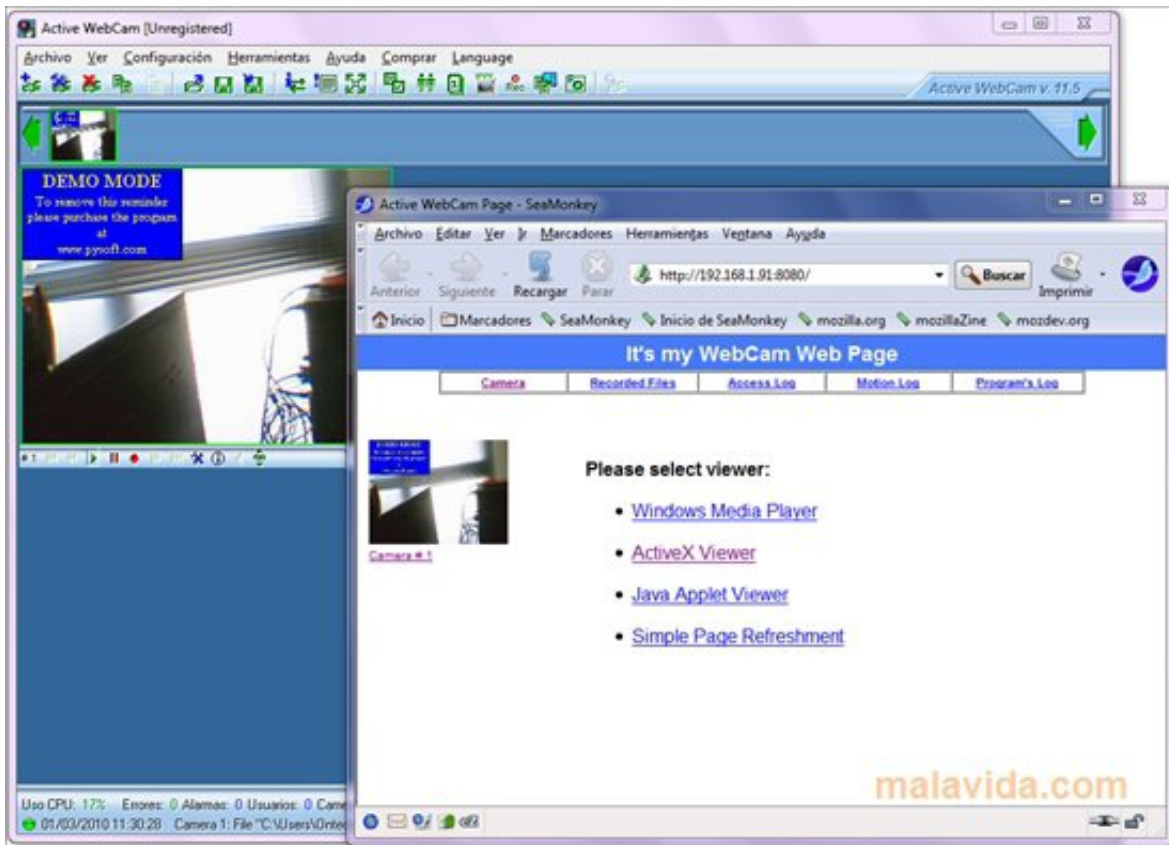 Active WebCam [Unregistered]
Archivo Ver Configuración Herramientas Ayuda Comprar Language
Active WebCam v. 11.5
DEMO MODE
To remove this reminder
please purchase the program
at
www.pysoft.com
#1
Uso CPU: 17% Errores: 0 Alarmas: 0 Usuarios: 0
01/03/2010 11:30:28 Camera 1: File "C:\Users\
Active WebCam Page - SeaMonkey
Archivo Editar Ver Ir Marcadores Herramientas Ventana Ayuda
Anterior Siguiente Recargar Parar http://192.168.1.91:8080/ Buscar Imprimir
Inicio Marcadores SeaMonkey Inicio de SeaMonkey mozilla.org mozillaZine mozdev.org
It's my WebCam Web Page
Camera Recorded Files Access Log Motion Log Program's Log
Camera # 1
Please select viewer:
Windows Media Player
ActiveX Viewer
Java Applet Viewer
Simple Page Refreshment
malavida.com